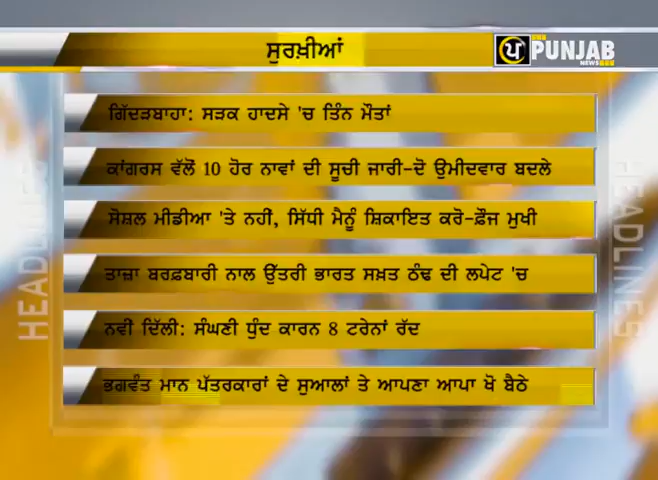 ਸੁਰਖ਼ੀਆਂ
ਪ PUNJAB
NEWS
ਗਿੱਦੜਬਾਹਾ: ਸੜਕ ਹਾਦਸੇ 'ਚ ਤਿੰਨ ਮੌਤਾਂ
ਕਾਂਗਰਸ ਵੱਲੋਂ 10 ਹੋਰ ਨਾਵਾਂ ਦੀ ਸੂਚੀ ਜਾਰੀ-ਦੋ ਉਮੀਦਵਾਰ ਬਦਲੇ
ਸੋਸ਼ਲ ਮੀਡੀਆ 'ਤੇ ਨਹੀਂ, ਸਿੱਧੀ ਮੈਨੂੰ ਸ਼ਿਕਾਇਤ ਕਰੋ-ਫ਼ੌਜ ਮੁਖੀ
ਤਾਜ਼ਾ ਬਰਫ਼ਬਾਰੀ ਨਾਲ ਉੱਤਰੀ ਭਾਰਤ ਸਖ਼ਤ ਠੰਢ ਦੀ ਲਪੇਟ 'ਚ
ਨਵੀਂ ਦਿੱਲੀ: ਸੰਘਣੀ ਧੁੰਦ ਕਾਰਨ 8 ਟਰੇਨਾਂ ਰੱਦ
ਭਗਵੰਤ ਮਾਨ ਪੱਤਰਕਾਰਾਂ ਦੇ ਸੁਆਲਾਂ ਤੇ ਆਪਣਾ ਆਪਾ ਖੋ ਬੈਠੇ
HEADLINES
HEADLINES